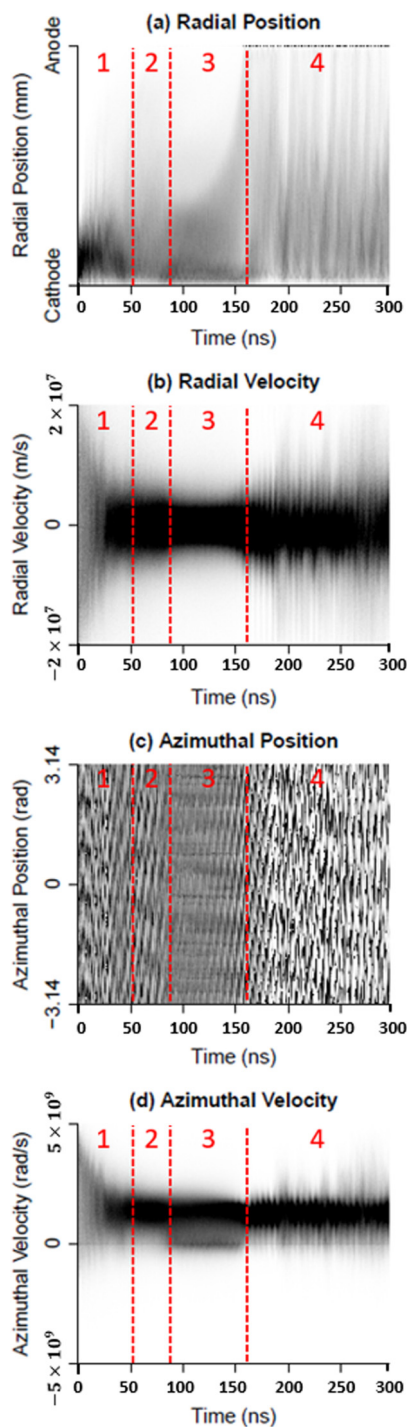 (a) Radial Position
Anode
Radial Position (mm)
Cathode
1 2 3 4
0 50 100 150 200 250 300
Time (ns)
(b) Radial Velocity
2 × 10⁷
Radial Velocity (m/s)
0
−2 × 10⁷
1 2 3 4
0 50 100 150 200 250 300
Time (ns)
(c) Azimuthal Position
3.14
Azimuthal Position (rad)
0
−3.14
1 2 3 4
0 50 100 150 200 250 300
Time (ns)
(d) Azimuthal Velocity
5 × 10⁹
Azimuthal Velocity (rad/s)
0
−5 × 10⁹
1 2 3 4
0 50 100 150 200 250 300
Time (ns)